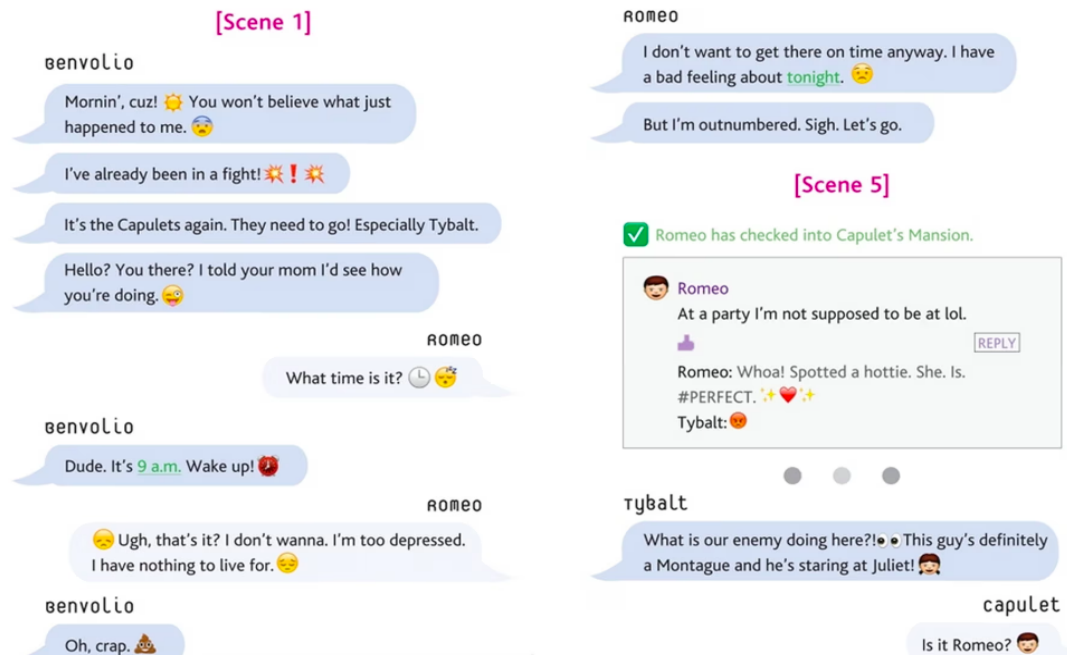 [Scene 1]
Benvolio
Mornin', cuz! ☀️ You won't believe what just
happened to me. 😨
I've already been in a fight! 💥❗💥
It's the Capulets again. They need to go! Especially Tybalt.
Hello? You there? I told your mom I'd see how
you're doing. 😜
Romeo
What time is it? 🕒 😴
Benvolio
Dude. It's 9 a.m. Wake up! ⏰
Romeo
😞 Ugh, that's it? I don't wanna. I'm too depressed.
I have nothing to live for. 😔
Benvolio
Oh, crap. 💩
Romeo
I don't want to get there on time anyway. I have
a bad feeling about tonight. 😟
But I'm outnumbered. Sigh. Let's go.
[Scene 5]
✅ Romeo has checked into Capulet's Mansion.
Romeo
At a party I'm not supposed to be at lol.
REPLY
Romeo: Whoa! Spotted a hottie. She. Is.
#PERFECT. ✨❤️✨
Tybalt: 😡
Tybalt
What is our enemy doing here?! 👀 This guy's definitely
a Montague and he's staring at Juliet! 👧
Capulet
Is it Romeo? 👦